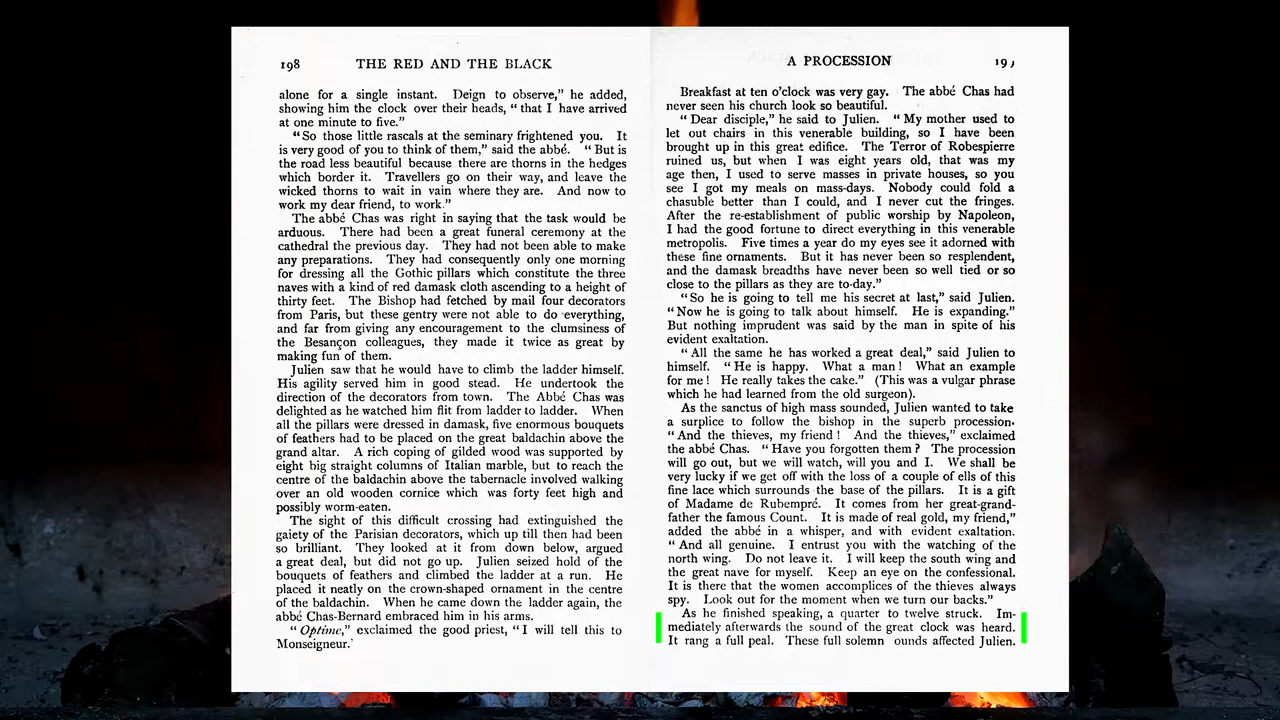 198 THE RED AND THE BLACK
alone for a single instant. Deign to observe,” he added,
showing him the clock over their heads, “ that I have arrived
at one minute to five.”
“ So those little rascals at the seminary frightened you. It
is very good of you to think of them,” said the abbé. “ But is
the road less beautiful because there are thorns in the hedges
which border it. Travellers go on their way, and leave the
wicked thorns to wait in vain where they are. And now to
work my dear friend, to work.”
The abbé Chas was right in saying that the task would be
arduous. There had been a great funeral ceremony at the
cathedral the previous day. They had not been able to make
any preparations. They had consequently only one morning
for dressing all the Gothic pillars which constitute the three
naves with a kind of red damask cloth ascending to a height of
thirty feet. The Bishop had fetched by mail four decorators
from Paris, but these gentry were not able to do everything,
and far from giving any encouragement to the clumsiness of
the Besançon colleagues, they made it twice as great by
making fun of them.
Julien saw that he would have to climb the ladder himself.
His agility served him in good stead. He undertook the
direction of the decorators from town. The Abbé Chas was
delighted as he watched him flit from ladder to ladder. When
all the pillars were dressed in damask, five enormous bouquets
of feathers had to be placed on the great baldachin above the
grand altar. A rich coping of gilded wood was supported by
eight big straight columns of Italian marble, but to reach the
centre of the baldachin above the tabernacle involved walking
over an old wooden cornice which was forty feet high and
possibly worm-eaten.
The sight of this difficult crossing had extinguished the
gaiety of the Parisian decorators, which up till then had been
so brilliant. They looked at it from down below, argued
a great deal, but did not go up. Julien seized hold of the
bouquets of feathers and climbed the ladder at a run. He
placed it neatly on the crown-shaped ornament in the centre
of the baldachin. When he came down the ladder again, the
abbé Chas-Bernard embraced him in his arms.
“ Optime,” exclaimed the good priest, “ I will tell this to
Monseigneur.’
A PROCESSION 19
Breakfast at ten o’clock was very gay. The abbé Chas had
never seen his church look so beautiful.
“ Dear disciple,” he said to Julien. “ My mother used to
let out chairs in this venerable building, so I have been
brought up in this great edifice. The Terror of Robespierre
ruined us, but when I was eight years old, that was my
age then, I used to serve masses in private houses, so you
see I got my meals on mass-days. Nobody could fold a
chasuble better than I could, and I never cut the fringes.
After the re-establishment of public worship by Napoleon,
I had the good fortune to direct everything in this venerable
metropolis. Five times a year do my eyes see it adorned with
these fine ornaments. But it has never been so resplendent,
and the damask breadths have never been so well tied or so
close to the pillars as they are to-day.”
“ So he is going to tell me his secret at last,” said Julien.
“ Now he is going to talk about himself. He is expanding.”
But nothing imprudent was said by the man in spite of his
evident exaltation.
“ All the same he has worked a great deal,” said Julien to
himself. “ He is happy. What a man ! What an example
for me ! He really takes the cake.” (This was a vulgar phrase
which he had learned from the old surgeon).
As the sanctus of high mass sounded, Julien wanted to take
a surplice to follow the bishop in the superb procession.
“ And the thieves, my friend ! And the thieves,” exclaimed
the abbé Chas. “ Have you forgotten them ? The procession
will go out, but we will watch, will you and I. We shall be
very lucky if we get off with the loss of a couple of ells of this
fine lace which surrounds the base of the pillars. It is a gift
of Madame de Rubempré. It comes from her great-grand-
father the famous Count. It is made of real gold, my friend,”
added the abbé in a whisper, and with evident exaltation.
“ And all genuine. I entrust you with the watching of the
north wing. Do not leave it. I will keep the south wing and
the great nave for myself. Keep an eye on the confessional.
It is there that the women accomplices of the thieves always
spy. Look out for the moment when we turn our backs.”
As he finished speaking, a quarter to twelve struck. Im-
mediately afterwards the sound of the great clock was heard.
It rang a full peal. These full solemn ounds affected Julien.